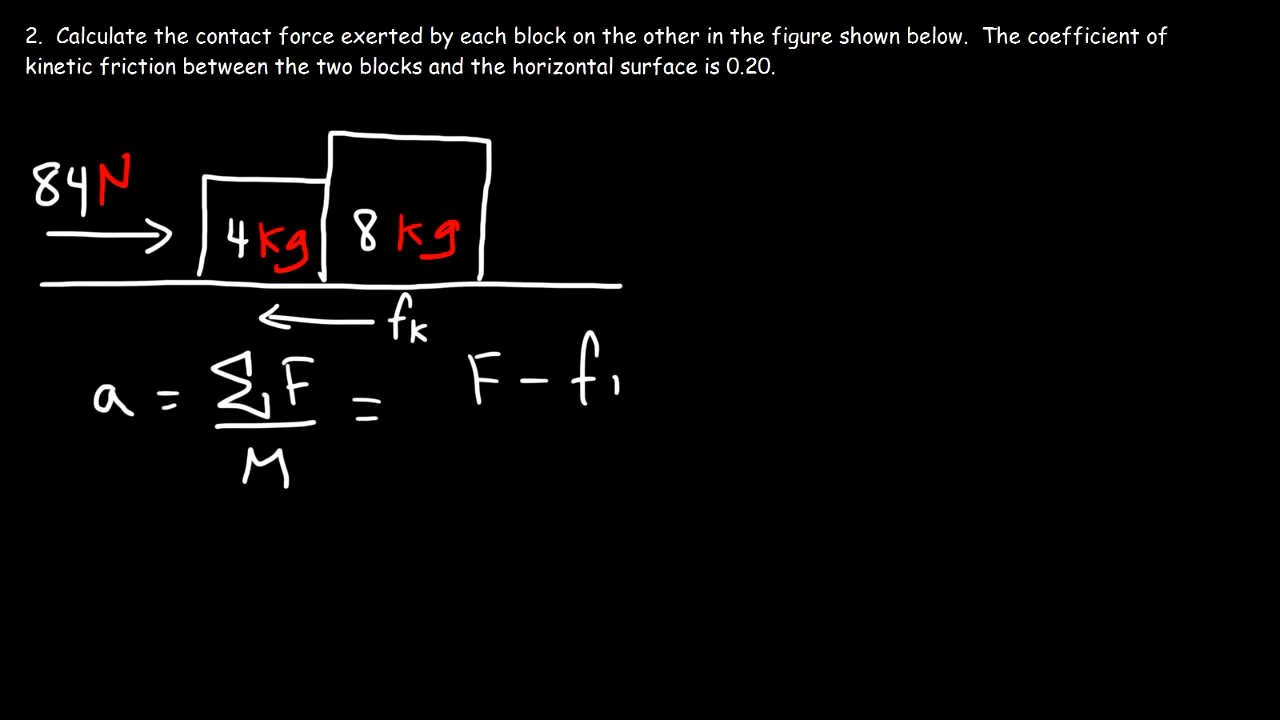 2. Calculate the contact force exerted by each block on the other in the figure shown below. The coefficient of
kinetic friction between the two blocks and the horizontal surface is 0.20.
84N
4 kg
8 kg
fk
a = ΣF/M = F - f